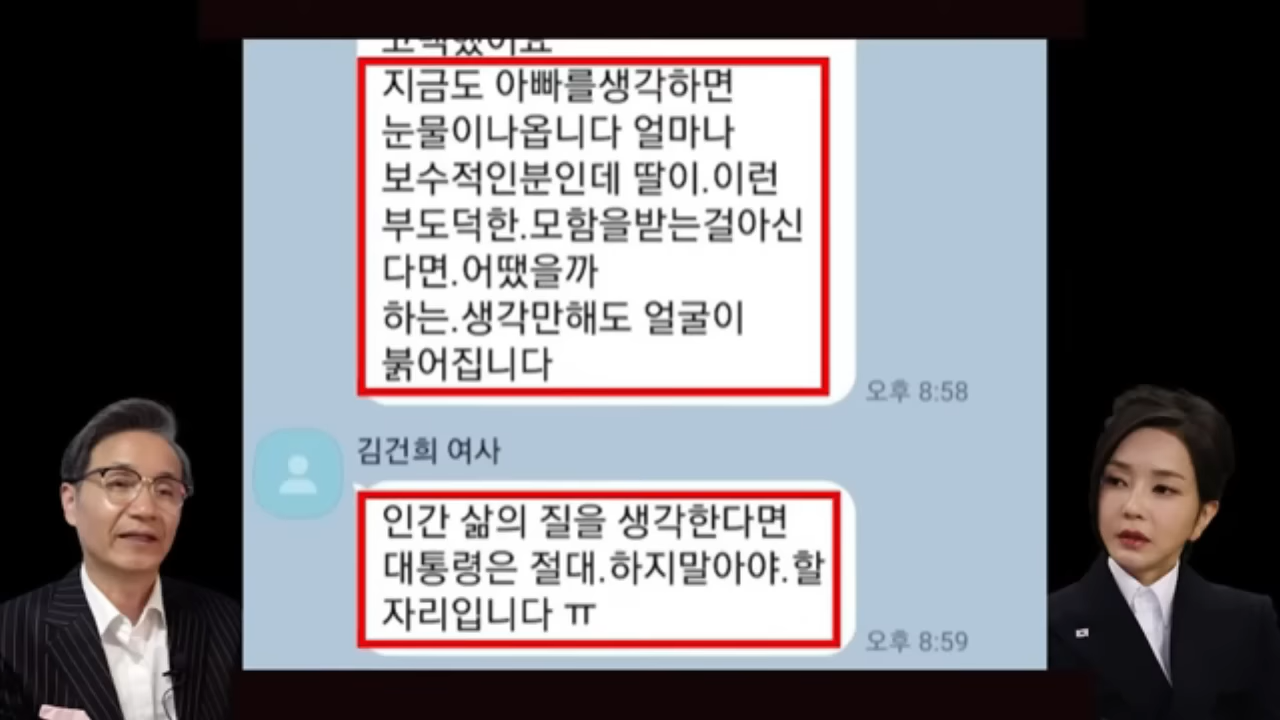 지금도 아빠를생각하면
눈물이나옵니다 얼마나
보수적인분인데 딸이.이런
부도덕한.모함을받는걸아신
다면.어땠을까
하는.생각만해도 얼굴이
붉어집니다
오후 8:58
김건희 여사
인간 삶의 질을 생각한다면
대통령은 절대.하지말아야.할
자리입니다 ㅠ
오후 8:59